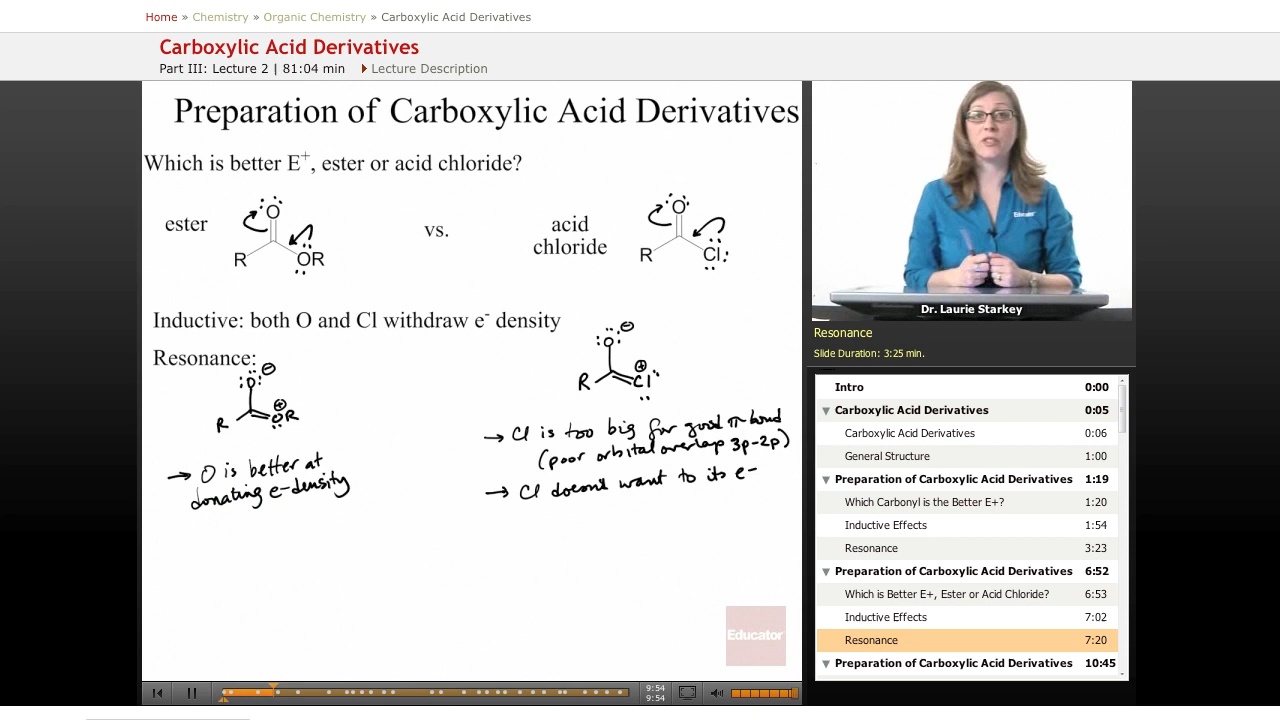 Home » Chemistry » Organic Chemistry » Carboxylic Acid Derivatives
Carboxylic Acid Derivatives
Part III: Lecture 2 | 81:04 min Lecture Description
Preparation of Carboxylic Acid Derivatives
Which is better E+, ester or acid chloride?
ester
O
R
OR
vs.
acid
chloride
O
R
Cl
Inductive: both O and Cl withdraw e- density
Resonance:
O
R
OR
→ O is better at
donating e-density
O
R
Cl
→ Cl is too big for good π-bond
(poor orbital overlap 3p-2p)
→ Cl doesn't want to its e-
Educator
Educator
Dr. Laurie Starkey
Resonance
Slide Duration: 3:25 min.
Intro 0:00
Carboxylic Acid Derivatives 0:05
Carboxylic Acid Derivatives 0:06
General Structure 1:00
Preparation of Carboxylic Acid Derivatives 1:19
Which Carbonyl is the Better E+? 1:20
Inductive Effects 1:54
Resonance 3:23
Preparation of Carboxylic Acid Derivatives 6:52
Which is Better E+, Ester or Acid Chloride? 6:53
Inductive Effects 7:02
Resonance 7:20
Preparation of Carboxylic Acid Derivatives 10:45
9:54
9:54